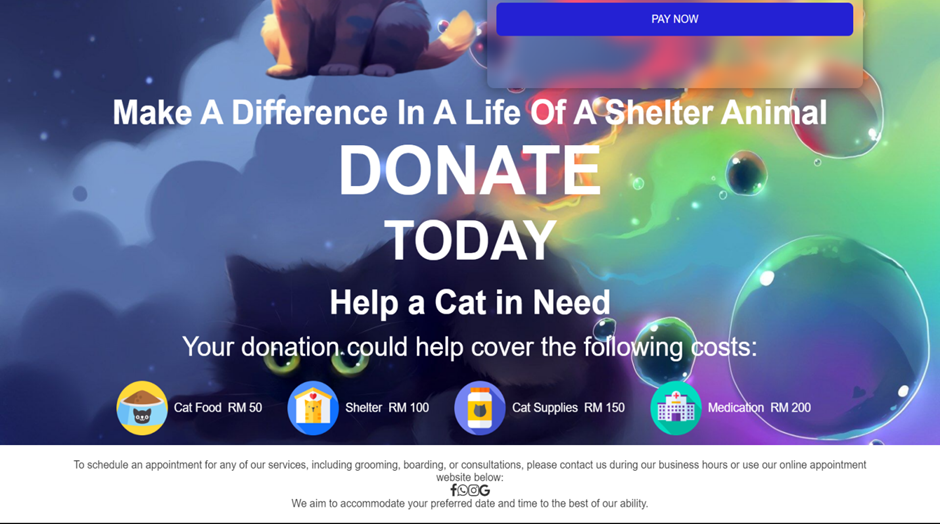 PAY NOW
Make A Difference In A Life Of A Shelter Animal
DONATE
TODAY
Help a Cat in Need
Your donation could help cover the following costs:
Cat Food RM 50
Shelter RM 100
Cat Supplies RM 150
Medication RM 200
To schedule an appointment for any of our services, including grooming, boarding, or consultations, please contact us during our business hours or use our online appointment
website below:
We aim to accommodate your preferred date and time to the best of our ability.